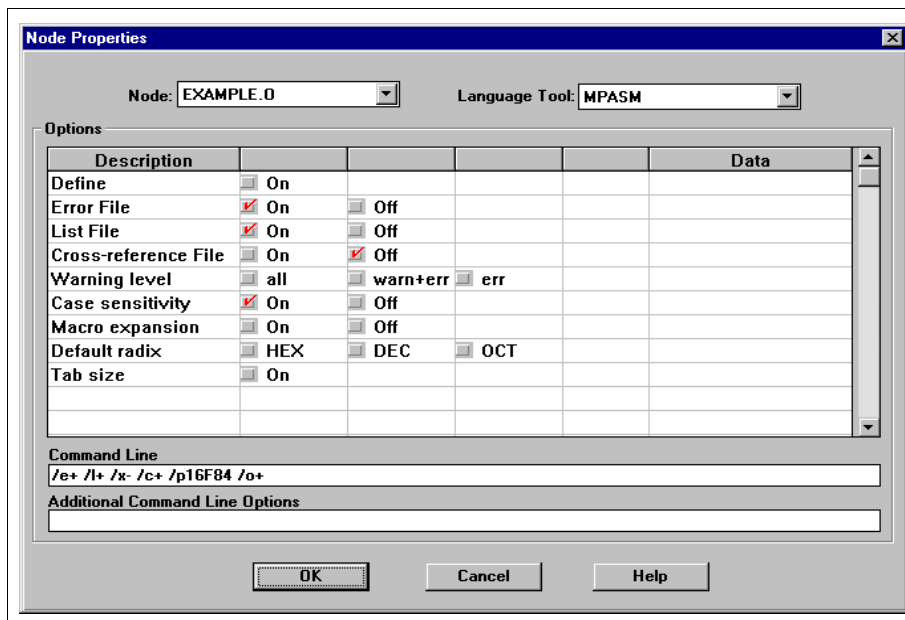 Node Properties
Node: EXAMPLE.O Language Tool: MPASM
Options
Description Data
Define On
Error File On Off
List File On Off
Cross-reference File On Off
Warning level all warn+err err
Case sensitivity On Off
Macro expansion On Off
Default radix HEX DEC OCT
Tab size On
Command Line
/e+ /l+ /x- /c+ /p16F84 /o+
Additional Command Line Options
OK Cancel Help